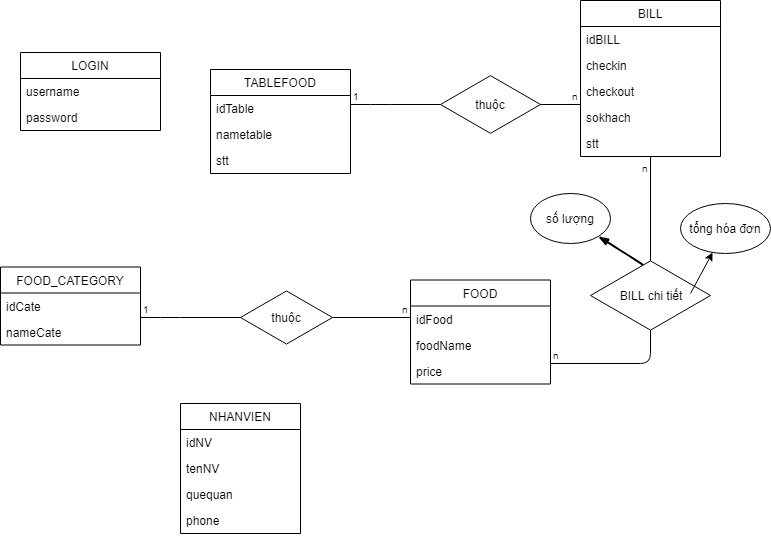 BILL
idBILL
checkin
checkout
sokhach
stt
LOGIN
username
password
TABLEFOOD
idTable
nametable
stt
1
thuộc
n
n
số lượng
tổng hóa đơn
BILL chi tiết
FOOD_CATEGORY
idCate
nameCate
1
thuộc
n
FOOD
idFood
foodName
price
n
NHANVIEN
idNV
tenNV
quequan
phone